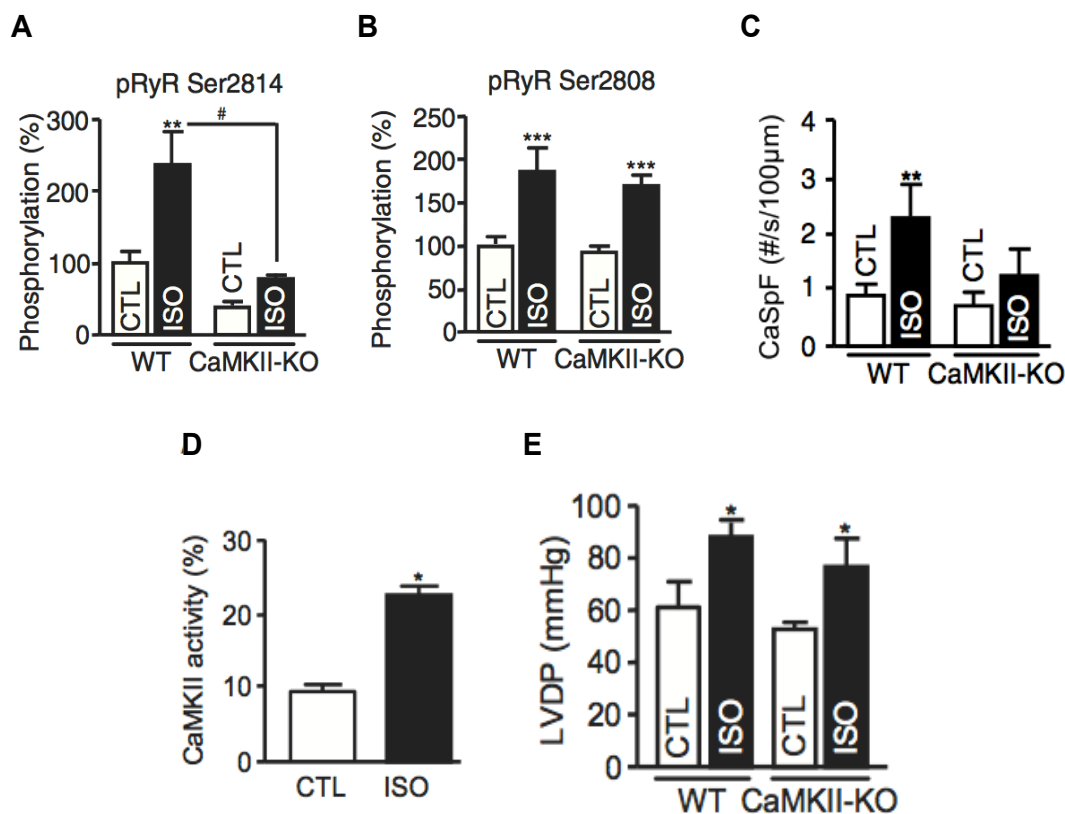 A
pRyR Ser2814
Phosphorylation (%)
300
200
100
0
**
#
CTL
ISO
CTL
ISO
WT
CaMKII-KO
B
pRyR Ser2808
Phosphorylation (%)
250
200
150
100
50
0
***
***
CTL
ISO
CTL
ISO
WT
CaMKII-KO
C
CaSpF (#/s/100μm)
4
3
2
1
0
**
CTL
ISO
CTL
ISO
WT
CaMKII-KO
D
CaMKII activity (%)
30
20
10
0
*
CTL
ISO
E
LVDP (mmHg)
100
80
60
40
20
0
*
*
CTL
ISO
CTL
ISO
WT
CaMKII-KO